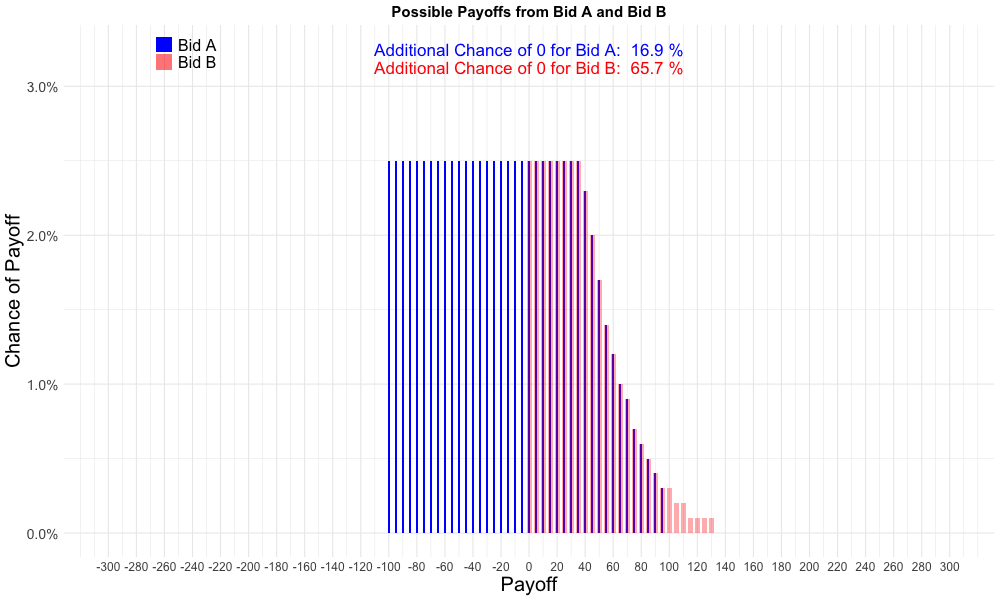 Possible Payoffs from Bid A and Bid B
Bid A
Bid B
Additional Chance of 0 for Bid A: 16.9 %
Additional Chance of 0 for Bid B: 65.7 %
Chance of Payoff
3.0%
2.0%
1.0%
0.0%
-300 -280 -260 -240 -220 -200 -180 -160 -140 -120 -100 -80 -60 -40 -20 0 20 40 60 80 100 120 140 160 180 200 220 240 260 280 300
Payoff